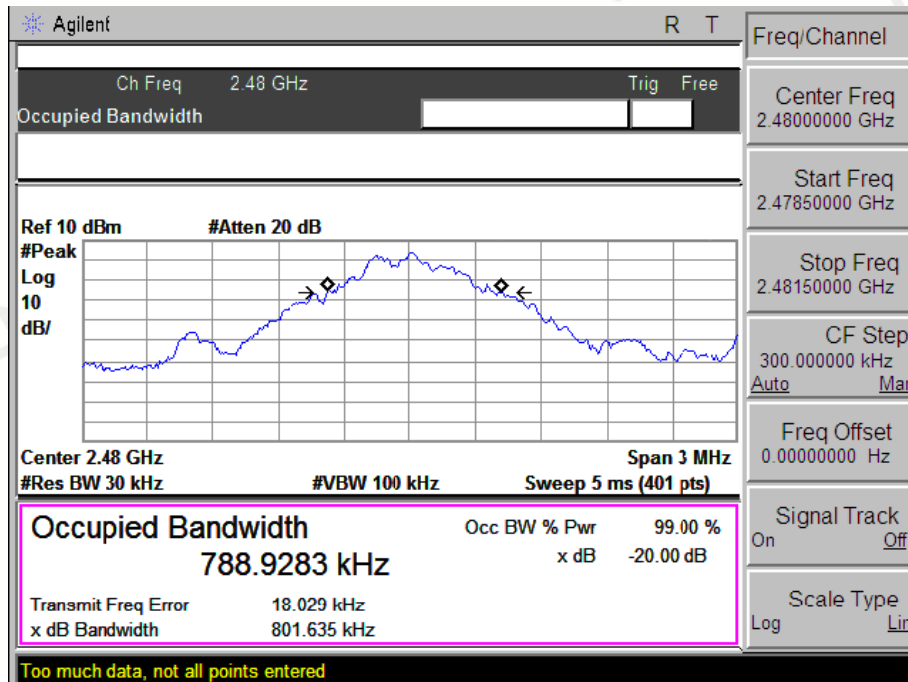 Agilent R T
Ch Freq 2.48 GHz Trig Free
Occupied Bandwidth
Ref 10 dBm #Atten 20 dB
#Peak
Log
10
dB/
Center 2.48 GHz Span 3 MHz
#Res BW 30 kHz #VBW 100 kHz Sweep 5 ms (401 pts)
Occupied Bandwidth Occ BW % Pwr 99.00 %
788.9283 kHz x dB -20.00 dB
Transmit Freq Error 18.029 kHz
x dB Bandwidth 801.635 kHz
Too much data, not all points entered
Freq/Channel
Center Freq
2.48000000 GHz
Start Freq
2.47850000 GHz
Stop Freq
2.48150000 GHz
CF Step
300.000000 kHz
Auto Man
Freq Offset
0.00000000 Hz
Signal Track
On Off
Scale Type
Log Lin